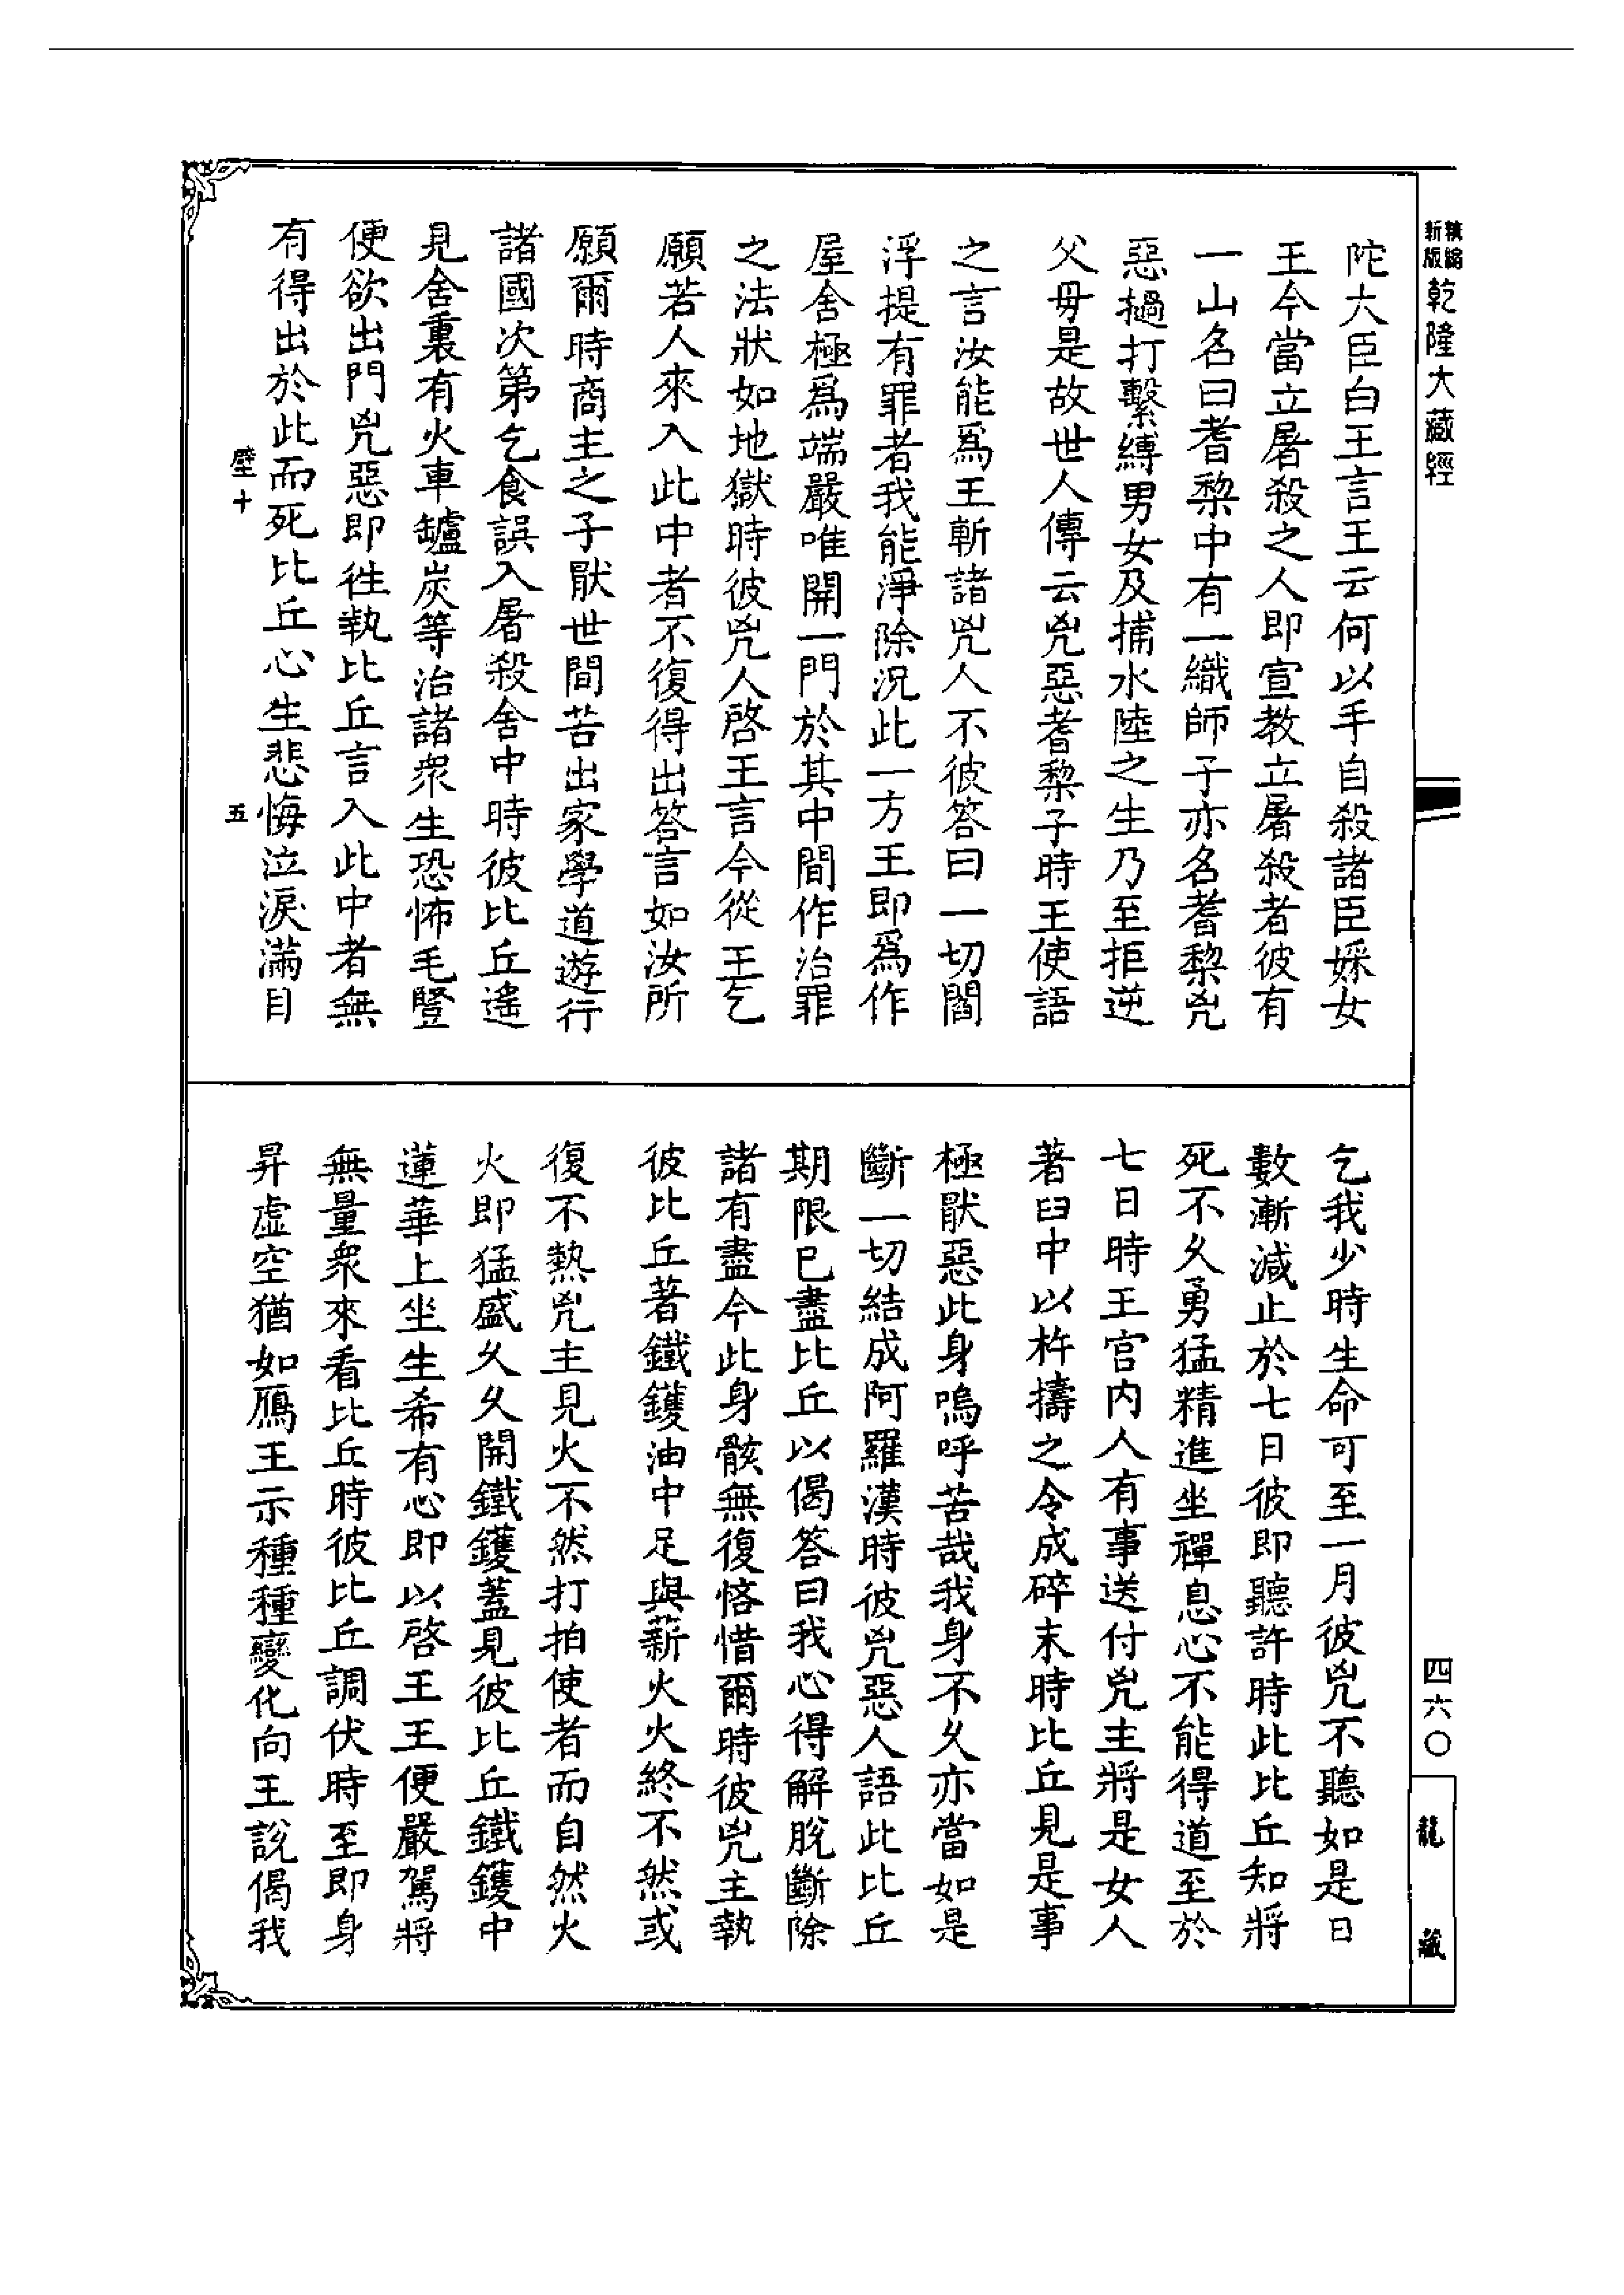 新版精縮乾隆大藏經
陀大臣白王言王云何以手自殺諸臣婇女
王今當立屠殺之人即宣教立屠殺者彼有
一山名曰耆棃中有一織師子亦名耆棃兇
惡撾打繫縛男女及捕水陸之生乃至拒逆
父毋是故世人傳云兇惡耆棃子時王使語
之言汝能爲王斬諸兇人不彼答曰一切閻
浮提有罪者我能淨除況此一方王即爲作
屋舍極爲端嚴唯開一門於其中間作治罪
之法狀如地獄時彼兇人啓王言今從王乞
願若人來入此中者不復得出答言如汝所
願爾時商主之子厭世間苦出家學道遊行
諸國次第乞食誤入屠殺舍中時彼比丘遙
見舍裏有火車鑪炭等治諸衆生恐怖毛豎
便欲出門兇惡即徃執比丘言入此中者無
有得出於此而死比丘心生悲悔泣淚滿目
壁十 五
乞我少時生命可至一月彼兇不聽如是日
數漸減止於七日彼即聽許時此比丘知將
死不久勇猛精進坐禪息心不能得道至於
七日時王宮内人有事送付兇主將是女人
著臼中以杵擣之令成碎末時比丘見是事
極厭惡此身嗚呼苦哉我身不久亦當如是
斷一切結成阿羅漢時彼兇惡人語此比丘
期限已盡比丘以偈答曰我心得解脫斷除
諸有盡今此身骸無復恡惜爾時彼兇主執
彼比丘著鐵鑊油中足與薪火火終不然或
復不熱兇主見火不然打拍使者而自然火
火即猛盛久久開鐵鑊蓋見彼比丘鐵鑊中
蓮華上坐生希有心即以啓王王便嚴駕將
無量衆來看比丘時彼比丘調伏時至即身
昇虛空猶如鴈王示種種變化向王說偈我
四六〇
龍藏